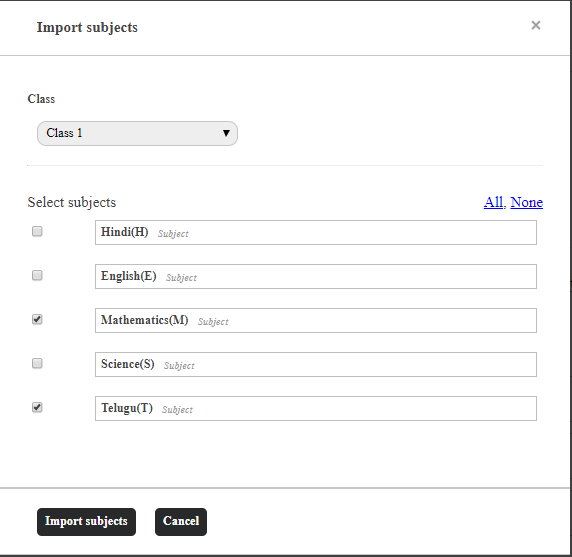 Import subjects ×
Class
Class 1 ▼
Select subjects All, None
Hindi(H) Subject
English(E) Subject
Mathematics(M) Subject
Science(S) Subject
Telugu(T) Subject
Import subjects Cancel